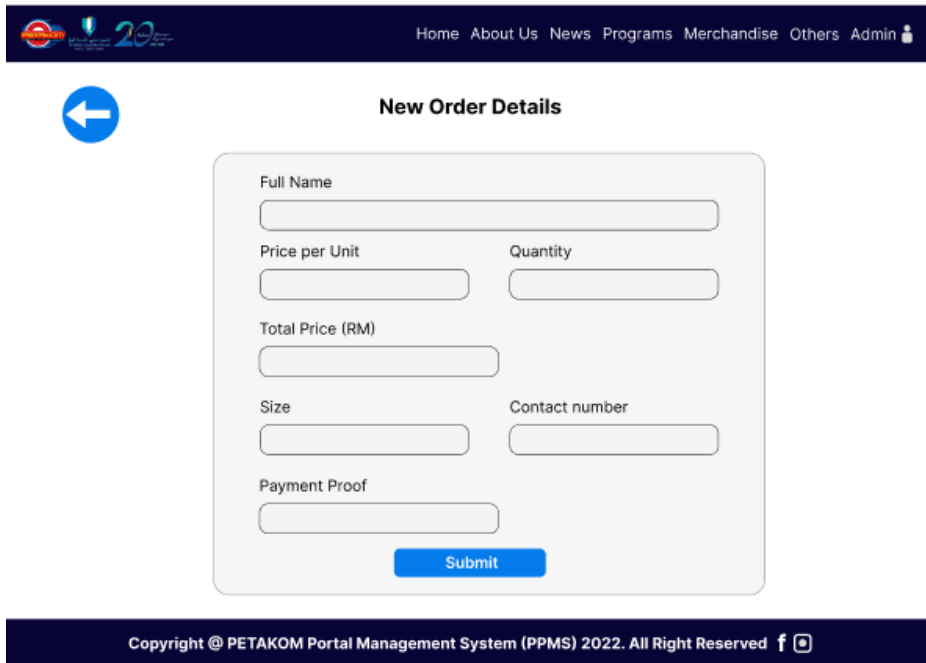 20
Home About Us News Programs Merchandise Others Admin
New Order Details
Full Name
Price per Unit Quantity
Total Price (RM)
Size Contact number
Payment Proof
Submit
Copyright @ PETAKOM Portal Management System (PPMS) 2022. All Right Reserved